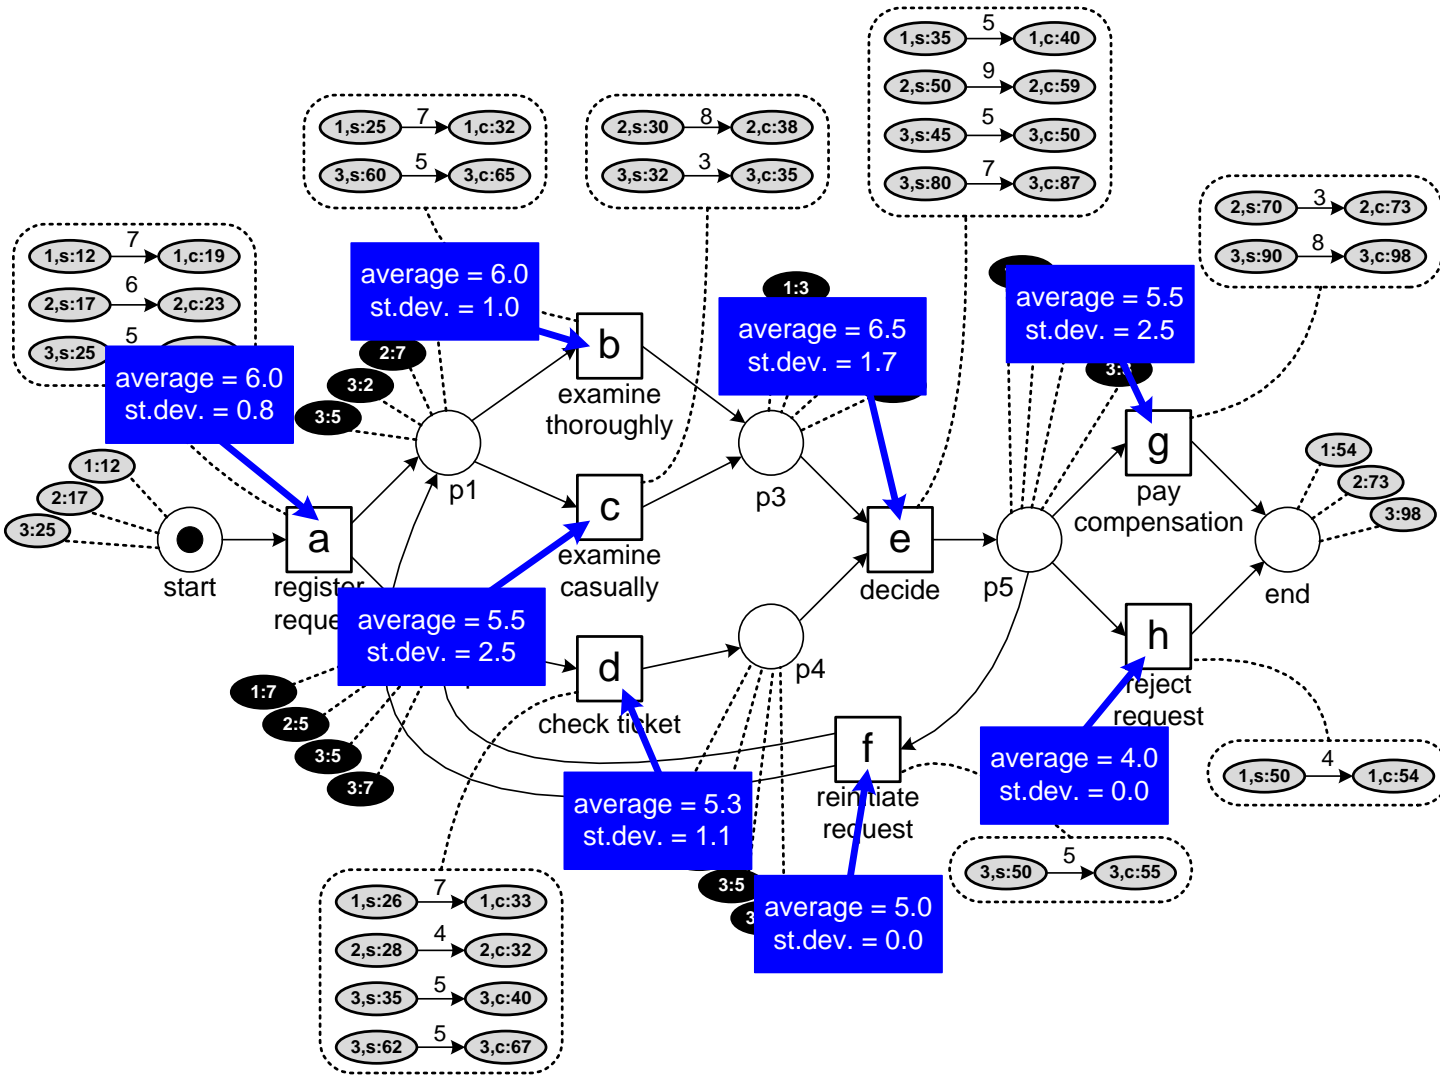 1,s:35 5 1,c:40
2,s:50 9 2,c:59
3,s:45 5 3,c:50
3,s:80 7 3,c:87
1,s:25 7 1,c:32
3,s:60 5 3,c:65
2,s:30 8 2,c:38
3,s:32 3 3,c:35
2,s:70 3 2,c:73
3,s:90 8 3,c:98
1,s:12 7 1,c:19
2,s:17 6 2,c:23
3,s:25 5
average = 6.0
st.dev. = 0.8
average = 6.0
st.dev. = 1.0
1:3
average = 6.5
st.dev. = 1.7
average = 5.5
st.dev. = 2.5
2:7
3:2
3:5
b
examine
thoroughly
p1
p3
g
pay
compensation
1:12
2:17
3:25
start
a
register
c
examine
casually
e
decide
p5
1:54
2:73
3:98
end
average = 5.5
st.dev. = 2.5
d
check ticket
p4
h
reject
request
1:7
2:5
3:5
3:7
f
reinitiate
request
average = 5.3
st.dev. = 1.1
average = 4.0
st.dev. = 0.0
1,s:50 4 1,c:54
3:5
average = 5.0
st.dev. = 0.0
3,s:50 5 3,c:55
1,s:26 7 1,c:33
2,s:28 4 2,c:32
3,s:35 5 3,c:40
3,s:62 5 3,c:67